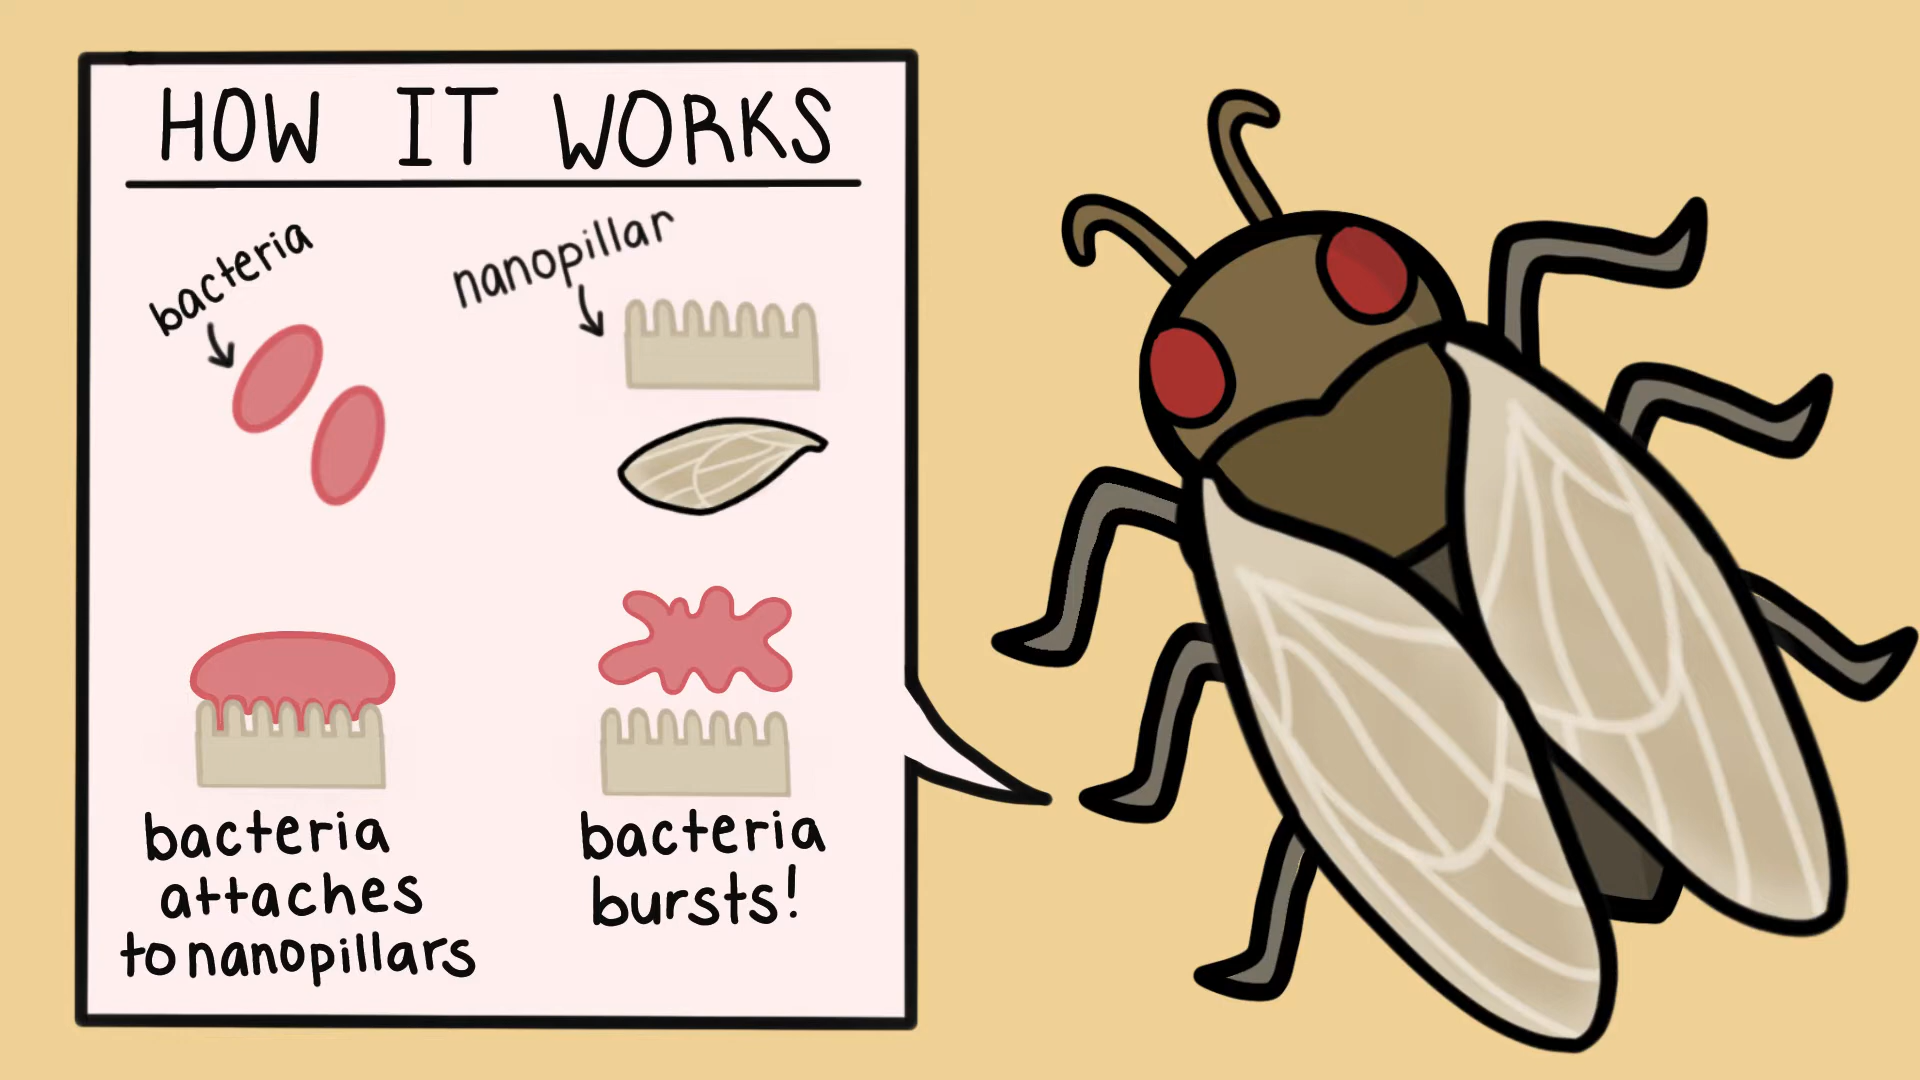 HOW IT WORKS
bacteria
nanopillar
bacteria
attaches
to nanopillars
bacteria
bursts!